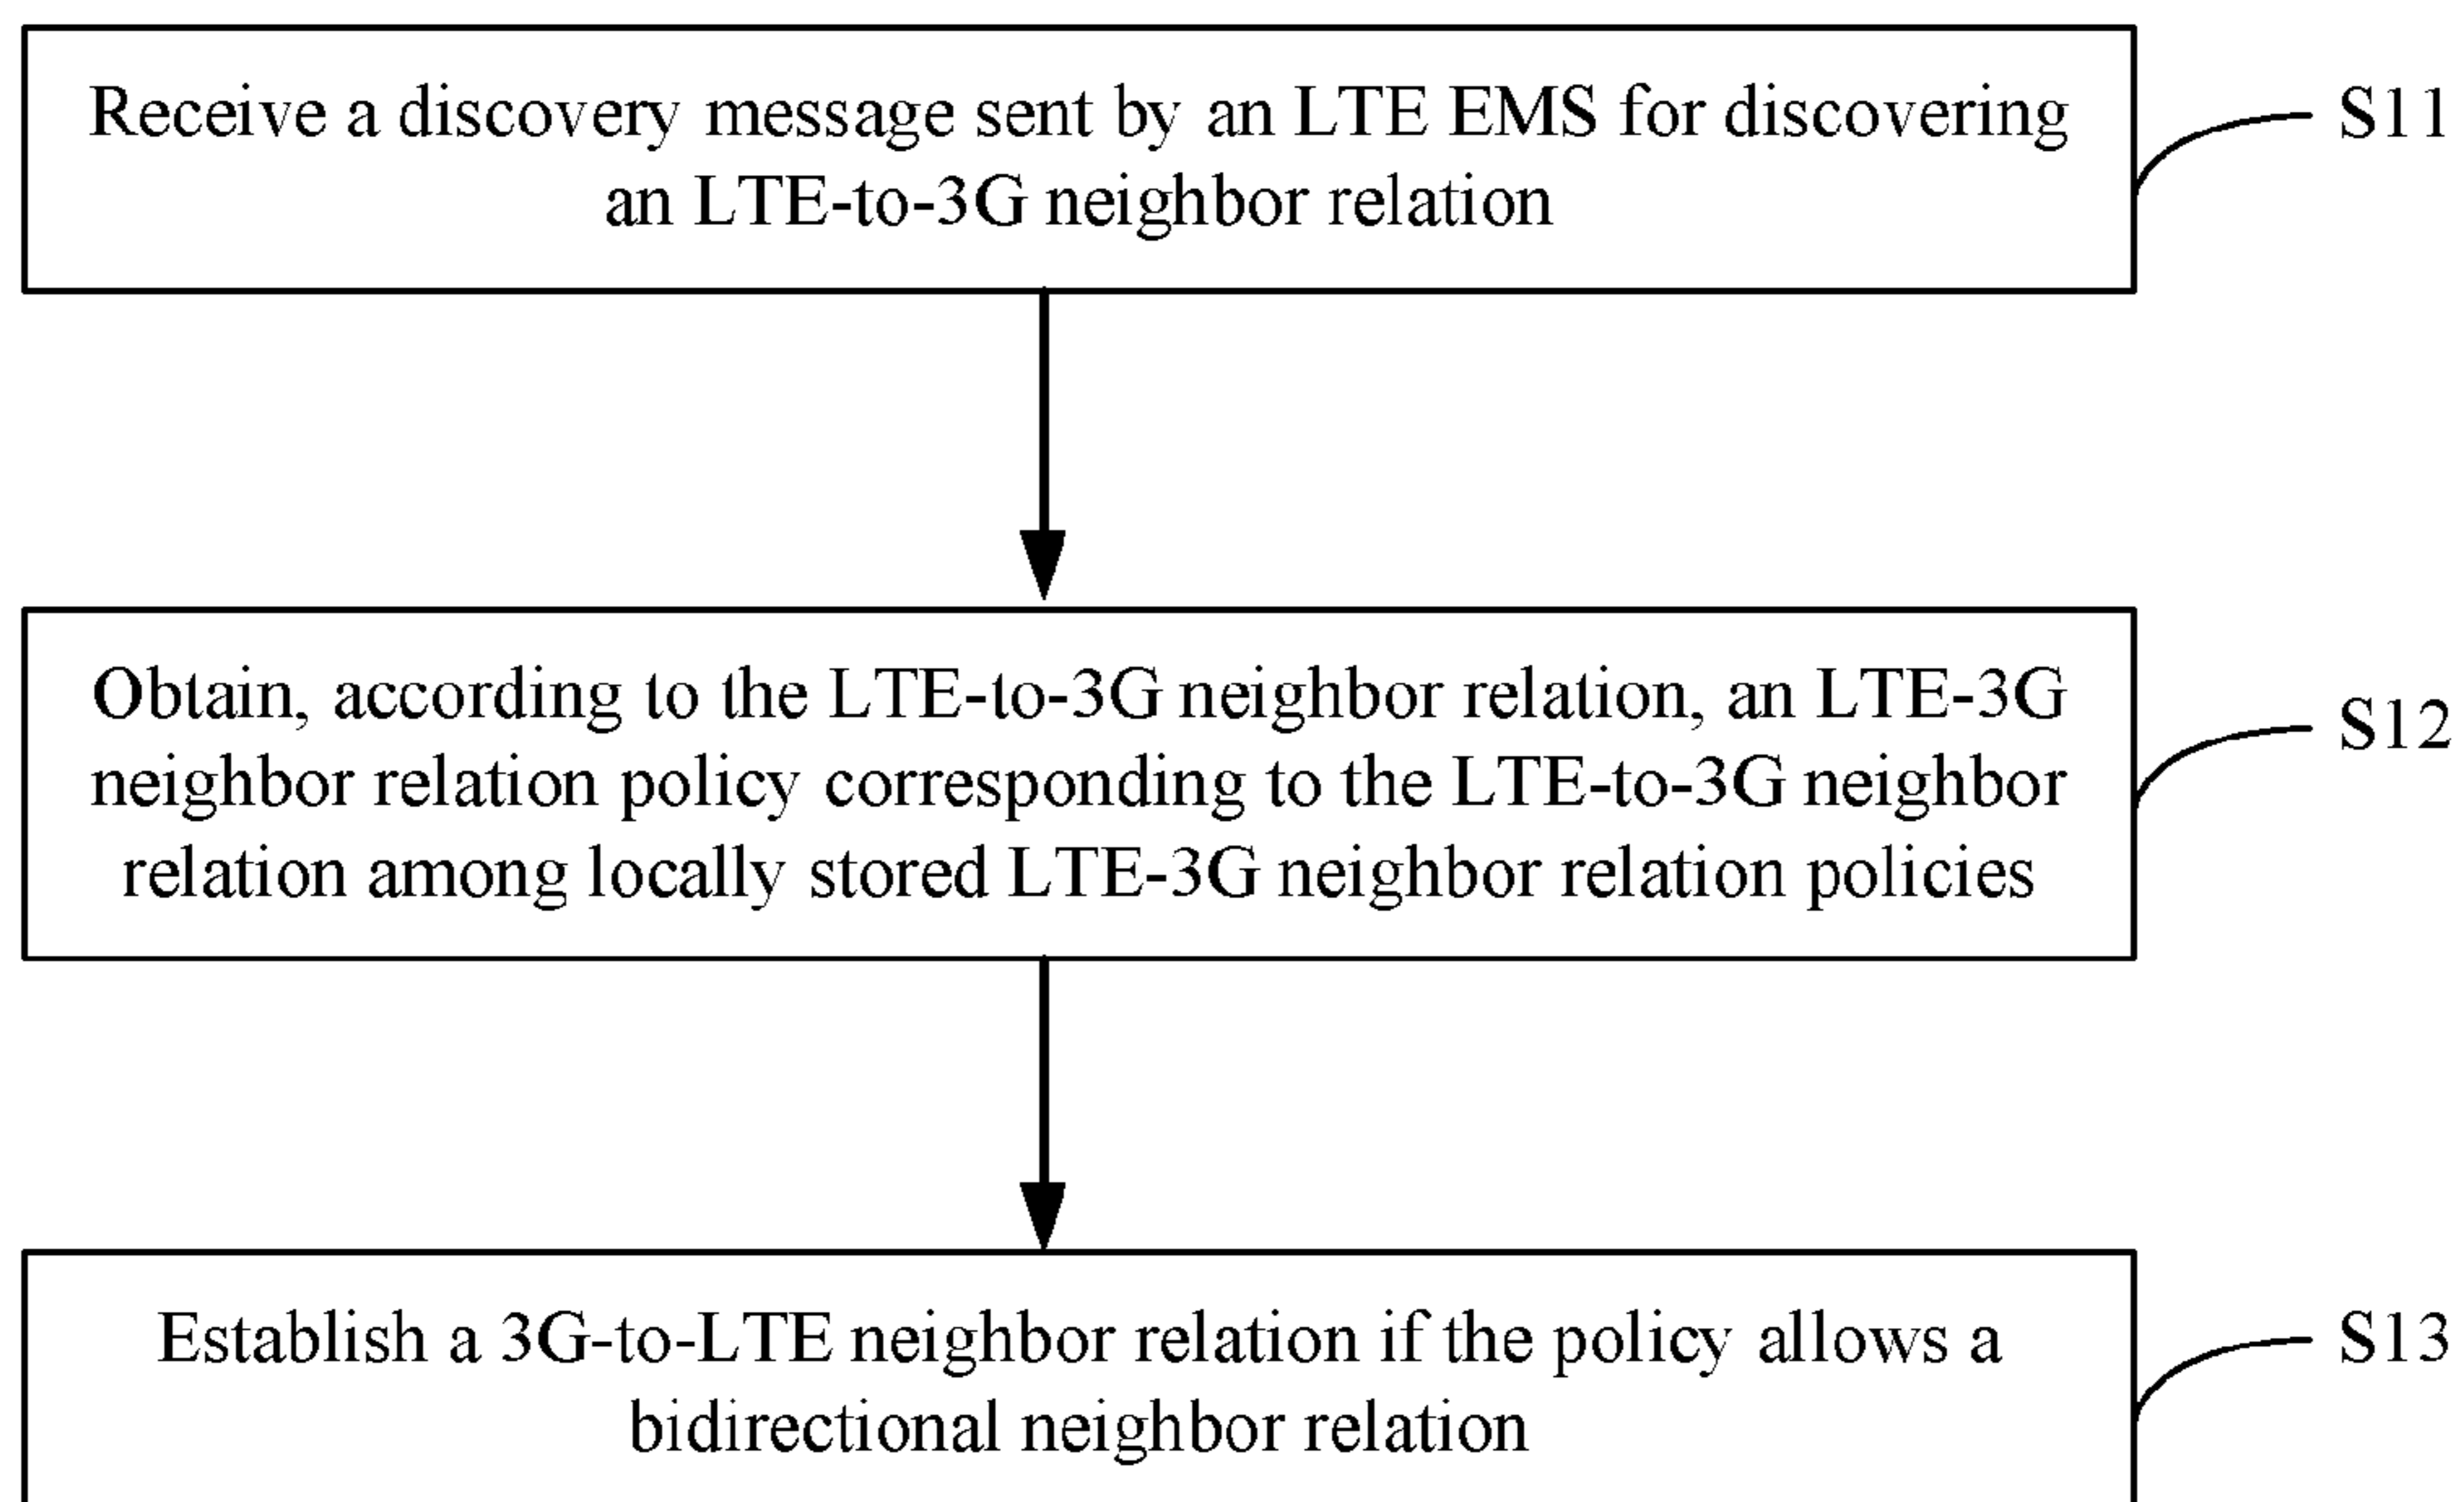 Receive a discovery message sent by an LTE EMS for discovering
an LTE-to-3G neighbor relation
S11
Obtain, according to the LTE-to-3G neighbor relation, an LTE-3G
neighbor relation policy corresponding to the LTE-to-3G neighbor
relation among locally stored LTE-3G neighbor relation policies
S12
Establish a 3G-to-LTE neighbor relation if the policy allows a
bidirectional neighbor relation
S13